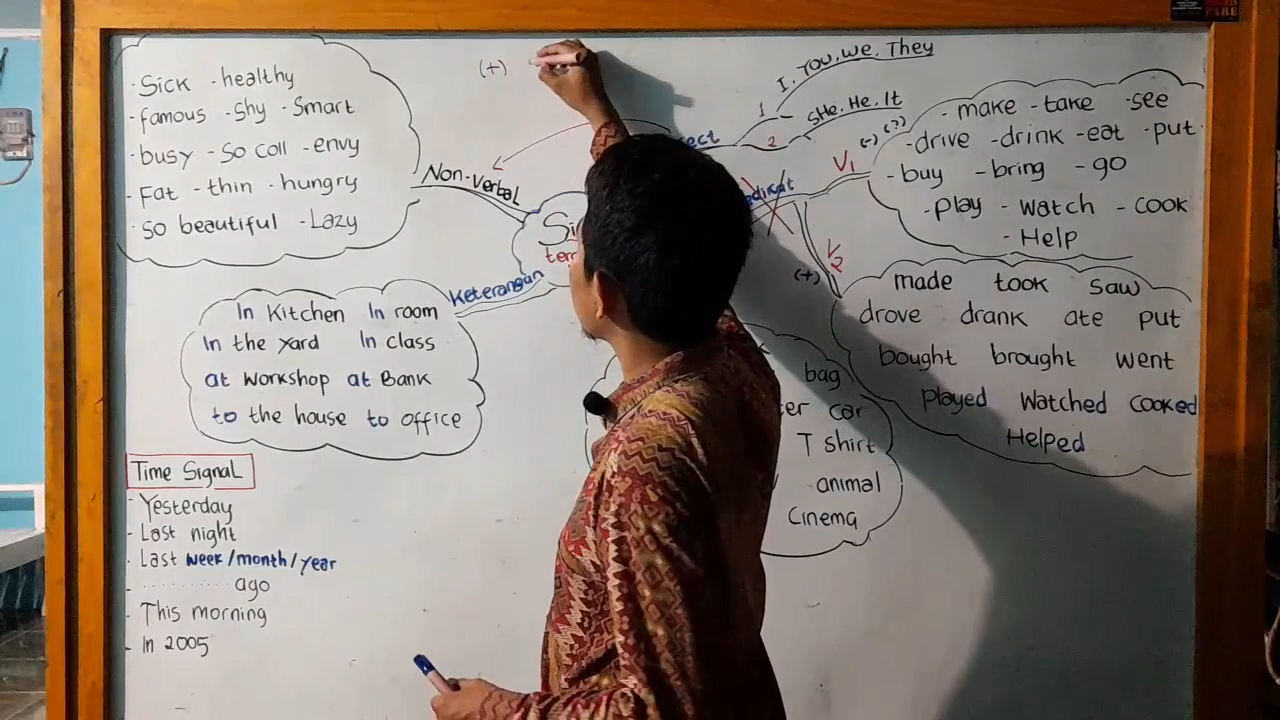 - Sick - healthy
- famous - shy - Smart
- busy - So coll - envy
- Fat - thin - hungry
- so beautiful - Lazy
(+)
Non-verbal
Keterangan
In Kitchen In room
In the yard In class
at workshop at Bank
to the house to office
Time Signal
- Yesterday
- Last night
- Last week/month/year
- .......... ago
- This morning
- In 2005
1 I, You, we, They
2 SHe, He, It
V1 (-) (?)
- make - take - see
- drive - drink - eat - put
- buy - bring - go
- play - watch - cook
- Help
V2 (+)
made took saw
drove drank ate put
bought brought went
played watched cooked
Helped
bag
car
T shirt
animal
Cinema